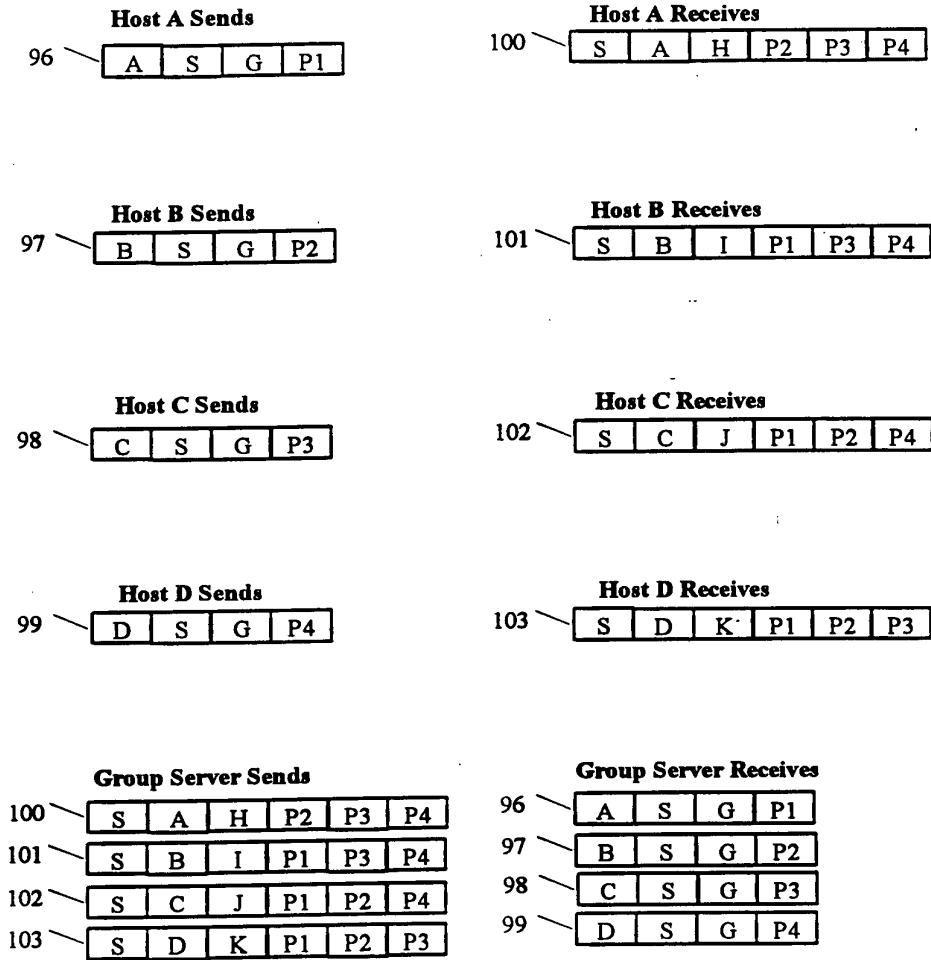 Host A Sends
96 A S G P1
Host A Receives
100 S A H P2 P3 P4
Host B Sends
97 B S G P2
Host B Receives
101 S B I P1 P3 P4
Host C Sends
98 C S G P3
Host C Receives
102 S C J P1 P2 P4
Host D Sends
99 D S G P4
Host D Receives
103 S D K P1 P2 P3
Group Server Sends
100 S A H P2 P3 P4
101 S B I P1 P3 P4
102 S C J P1 P2 P4
103 S D K P1 P2 P3
Group Server Receives
96 A S G P1
97 B S G P2
98 C S G P3
99 D S G P4